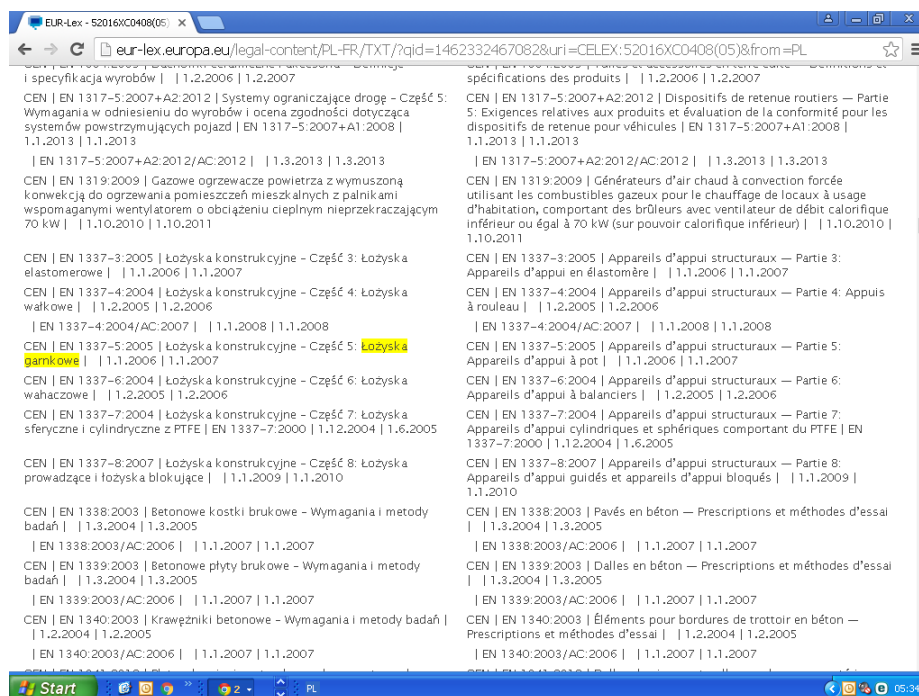 EUR-Lex - 52016XC0408(05)
eur-lex.europa.eu/legal-content/PL-FR/TXT/?qid=1462332467082&uri=CELEX:52016XC0408(05)&from=PL
i specyfikacja wyrobów | | 1.2.2006 | 1.2.2007
CEN | EN 1317-5:2007+A2:2012 | Systemy ograniczające drogę – Część 5:
Wymagania w odniesieniu do wyrobów i ocena zgodności dotycząca
systemów powstrzymujących pojazd | EN 1317-5:2007+A1:2008 |
1.1.2013 | 1.1.2013
| EN 1317-5:2007+A2:2012/AC:2012 | | 1.3.2013 | 1.3.2013
CEN | EN 1319:2009 | Gazowe ogrzewacze powietrza z wymuszoną
konwekcją do ogrzewania pomieszczeń mieszkalnych z palnikami
wspomaganymi wentylatorem o obciążeniu cieplnym nieprzekraczającym
70 kW | | 1.10.2010 | 1.10.2011
CEN | EN 1337-3:2005 | Łożyska konstrukcyjne – Część 3: Łożyska
elastomerowe | | 1.1.2006 | 1.1.2007
CEN | EN 1337-4:2004 | Łożyska konstrukcyjne – Część 4: Łożyska
wałkowe | | 1.2.2005 | 1.2.2006
| EN 1337-4:2004/AC:2007 | | 1.1.2008 | 1.1.2008
CEN | EN 1337-5:2005 | Łożyska konstrukcyjne – Część 5: Łożyska
garnkowe | | 1.1.2006 | 1.1.2007
CEN | EN 1337-6:2004 | Łożyska konstrukcyjne – Część 6: Łożyska
wahaczowe | | 1.2.2005 | 1.2.2006
CEN | EN 1337-7:2004 | Łożyska konstrukcyjne – Część 7: Łożyska
sferyczne i cylindryczne z PTFE | EN 1337-7:2000 | 1.12.2004 | 1.6.2005
CEN | EN 1337-8:2007 | Łożyska konstrukcyjne – Część 8: Łożyska
prowadzące i łożyska blokujące | | 1.1.2009 | 1.1.2010
CEN | EN 1338:2003 | Betonowe kostki brukowe – Wymagania i metody
badań | | 1.3.2004 | 1.3.2005
| EN 1338:2003/AC:2006 | | 1.1.2007 | 1.1.2007
CEN | EN 1339:2003 | Betonowe płyty brukowe – Wymagania i metody
badań | | 1.3.2004 | 1.3.2005
| EN 1339:2003/AC:2006 | | 1.1.2007 | 1.1.2007
CEN | EN 1340:2003 | Krawężniki betonowe – Wymagania i metody badań |
| 1.2.2004 | 1.2.2005
| EN 1340:2003/AC:2006 | | 1.1.2007 | 1.1.2007
spécifications des produits | | 1.2.2006 | 1.2.2007
CEN | EN 1317-5:2007+A2:2012 | Dispositifs de retenue routiers — Partie
5: Exigences relatives aux produits et évaluation de la conformité pour les
dispositifs de retenue pour véhicules | EN 1317-5:2007+A1:2008 |
1.1.2013 | 1.1.2013
| EN 1317-5:2007+A2:2012/AC:2012 | | 1.3.2013 | 1.3.2013
CEN | EN 1319:2009 | Générateurs d'air chaud à convection forcée
utilisant les combustibles gazeux pour le chauffage de locaux à usage
d'habitation, comportant des brûleurs avec ventilateur de débit calorifique
inférieur ou égal à 70 kW (sur pouvoir calorifique inférieur) | | 1.10.2010 |
1.10.2011
CEN | EN 1337-3:2005 | Appareils d'appui structuraux — Partie 3:
Appareils d'appui en élastomère | | 1.1.2006 | 1.1.2007
CEN | EN 1337-4:2004 | Appareils d'appui structuraux — Partie 4: Appuis
à rouleau | | 1.2.2005 | 1.2.2006
| EN 1337-4:2004/AC:2007 | | 1.1.2008 | 1.1.2008
CEN | EN 1337-5:2005 | Appareils d'appui structuraux — Partie 5:
Appareils d'appui à pot | | 1.1.2006 | 1.1.2007
CEN | EN 1337-6:2004 | Appareils d'appui structuraux — Partie 6:
Appareils d'appui à balanciers | | 1.2.2005 | 1.2.2006
CEN | EN 1337-7:2004 | Appareils d'appui structuraux — Partie 7:
Appareils d'appui cylindriques et sphériques comportant du PTFE | EN
1337-7:2000 | 1.12.2004 | 1.6.2005
CEN | EN 1337-8:2007 | Appareils d'appui structuraux — Partie 8:
Appareils d'appui guidés et appareils d'appui bloqués | | 1.1.2009 |
1.1.2010
CEN | EN 1338:2003 | Pavés en béton — Prescriptions et méthodes d'essai
| | 1.3.2004 | 1.3.2005
| EN 1338:2003/AC:2006 | | 1.1.2007 | 1.1.2007
CEN | EN 1339:2003 | Dalles en béton — Prescriptions et méthodes d'essai
| | 1.3.2004 | 1.3.2005
| EN 1339:2003/AC:2006 | | 1.1.2007 | 1.1.2007
CEN | EN 1340:2003 | Éléments pour bordures de trottoir en béton —
Prescriptions et méthodes d'essai | | 1.2.2004 | 1.2.2005
| EN 1340:2003/AC:2006 | | 1.1.2007 | 1.1.2007
Start
2
PL
05:34